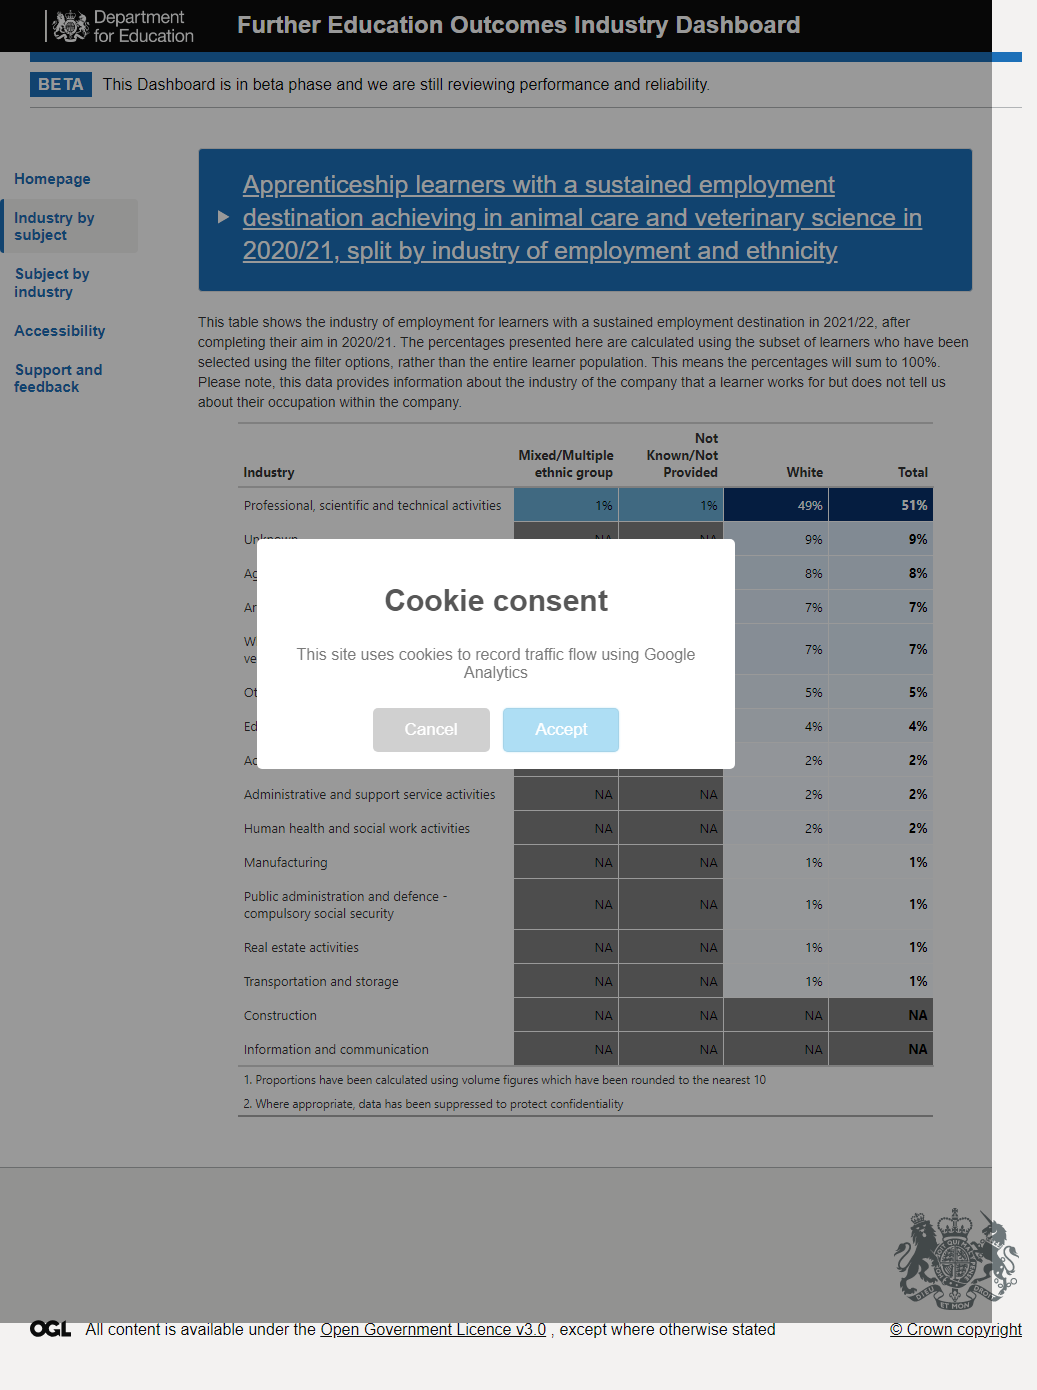 Department
for Education
Further Education Outcomes Industry Dashboard
BETA This Dashboard is in beta phase and we are still reviewing performance and reliability.
Homepage
Industry by
subject
Subject by
industry
Accessibility
Support and
feedback
Apprenticeship learners with a sustained employment
destination achieving in animal care and veterinary science in
2020/21, split by industry of employment and ethnicity
This table shows the industry of employment for learners with a sustained employment destination in 2021/22, after
completing their aim in 2020/21. The percentages presented here are calculated using the subset of learners who have been
selected using the filter options, rather than the entire learner population. This means the percentages will sum to 100%.
Please note, this data provides information about the industry of the company that a learner works for but does not tell us
about their occupation within the company.
Industry Mixed/Multiple ethnic group Not Known/Not Provided White Total
Professional, scientific and technical activities 1% 1% 49% 51%
Unknown NA NA 9% 9%
8% 8%
7% 7%
7% 7%
5% 5%
4% 4%
2% 2%
Cookie consent
This site uses cookies to record traffic flow using Google
Analytics
Cancel Accept
Administrative and support service activities NA NA 2% 2%
Human health and social work activities NA NA 2% 2%
Manufacturing NA NA 1% 1%
Public administration and defence -
compulsory social security NA NA 1% 1%
Real estate activities NA NA 1% 1%
Transportation and storage NA NA 1% 1%
Construction NA NA NA NA
Information and communication NA NA NA NA
1. Proportions have been calculated using volume figures which have been rounded to the nearest 10
2. Where appropriate, data has been suppressed to protect confidentiality
OGL All content is available under the Open Government Licence v3.0 , except where otherwise stated
© Crown copyright